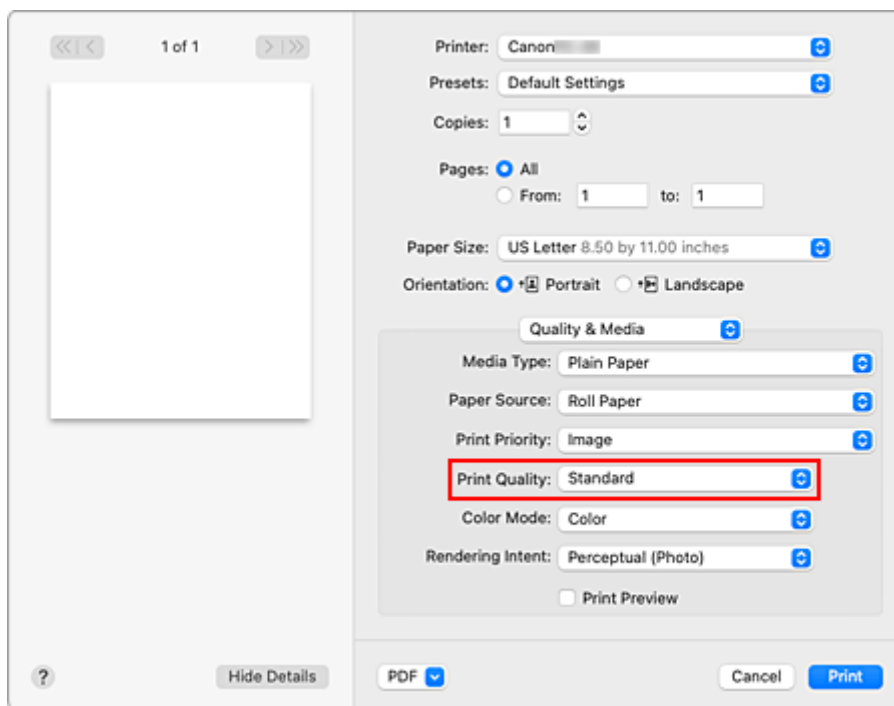 1 of 1
Printer: Canon
Presets: Default Settings
Copies: 1
Pages: All
From: 1 to: 1
Paper Size: US Letter 8.50 by 11.00 inches
Orientation: Portrait Landscape
Quality & Media
Media Type: Plain Paper
Paper Source: Roll Paper
Print Priority: Image
Print Quality: Standard
Color Mode: Color
Rendering Intent: Perceptual (Photo)
Print Preview
? Hide Details PDF Cancel Print